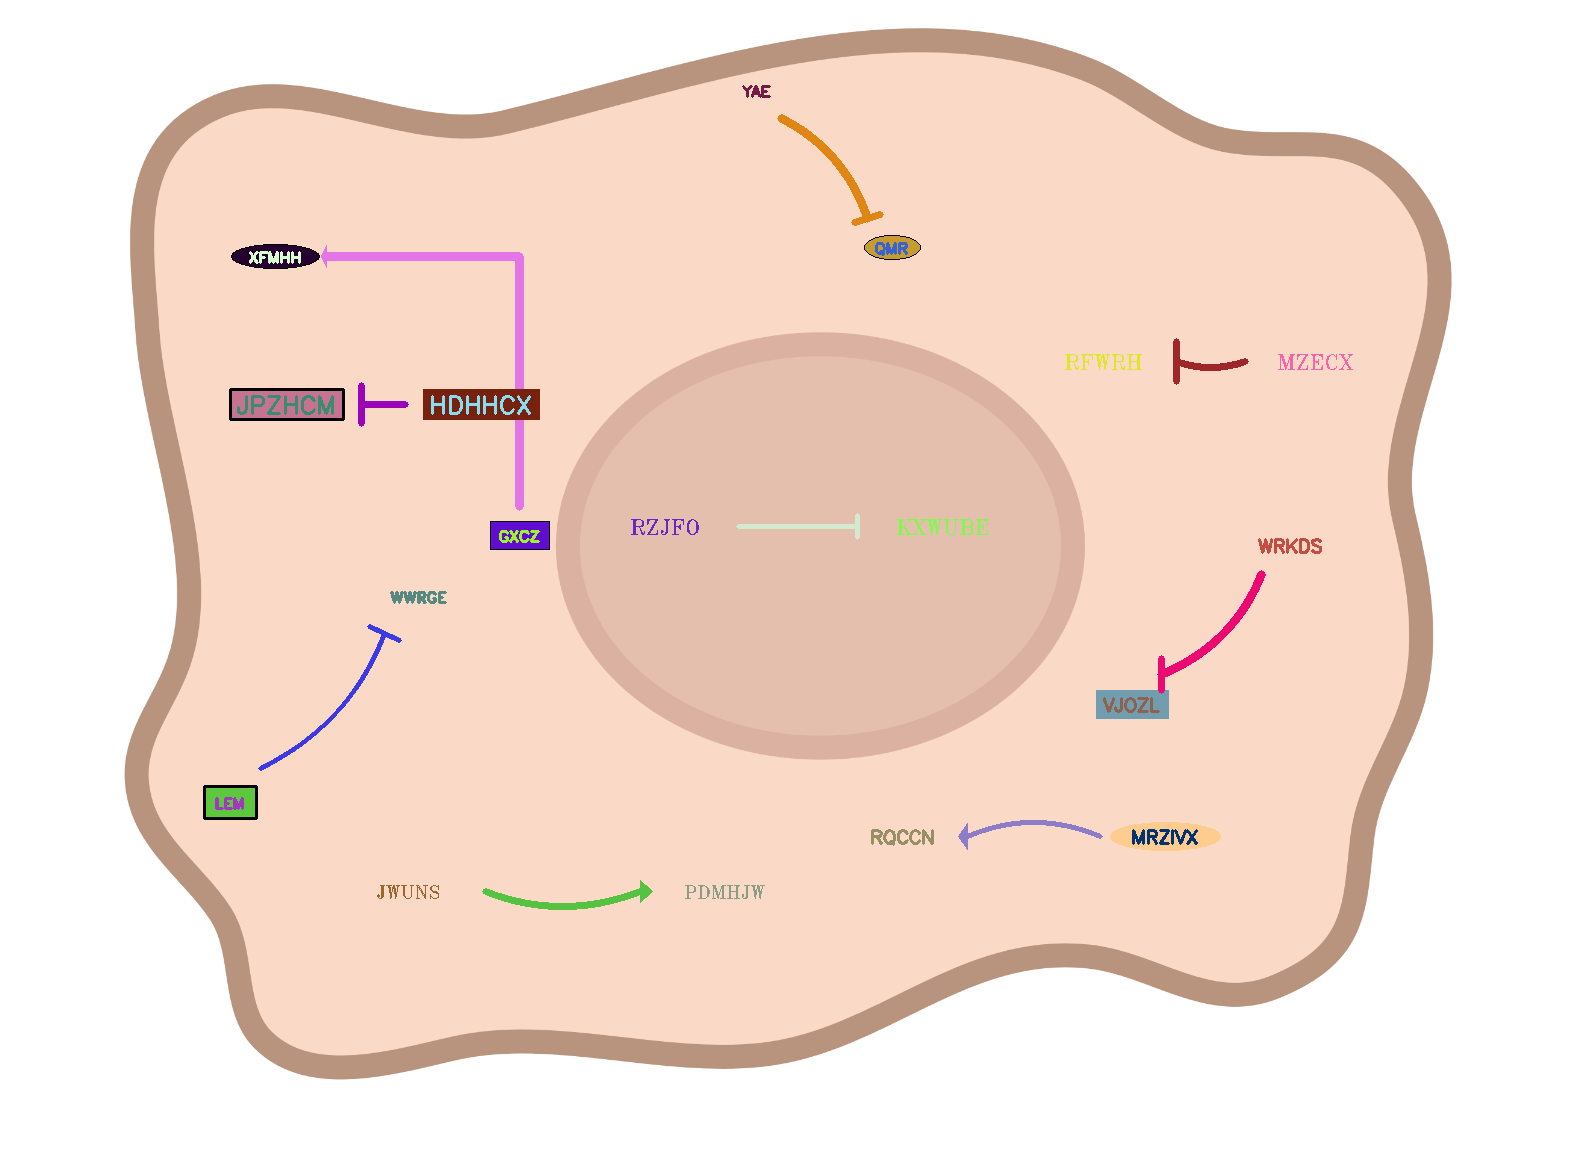 YAE
QMR
XFMHH
RFWRH
MZECX
JPZHCM
HDHHCX
GXCZ
RZJFO
KXWUBE
WRKDS
WWRGE
VJOZL
LEM
RQCCN
MRZIVX
JWUNS
PDMHJW